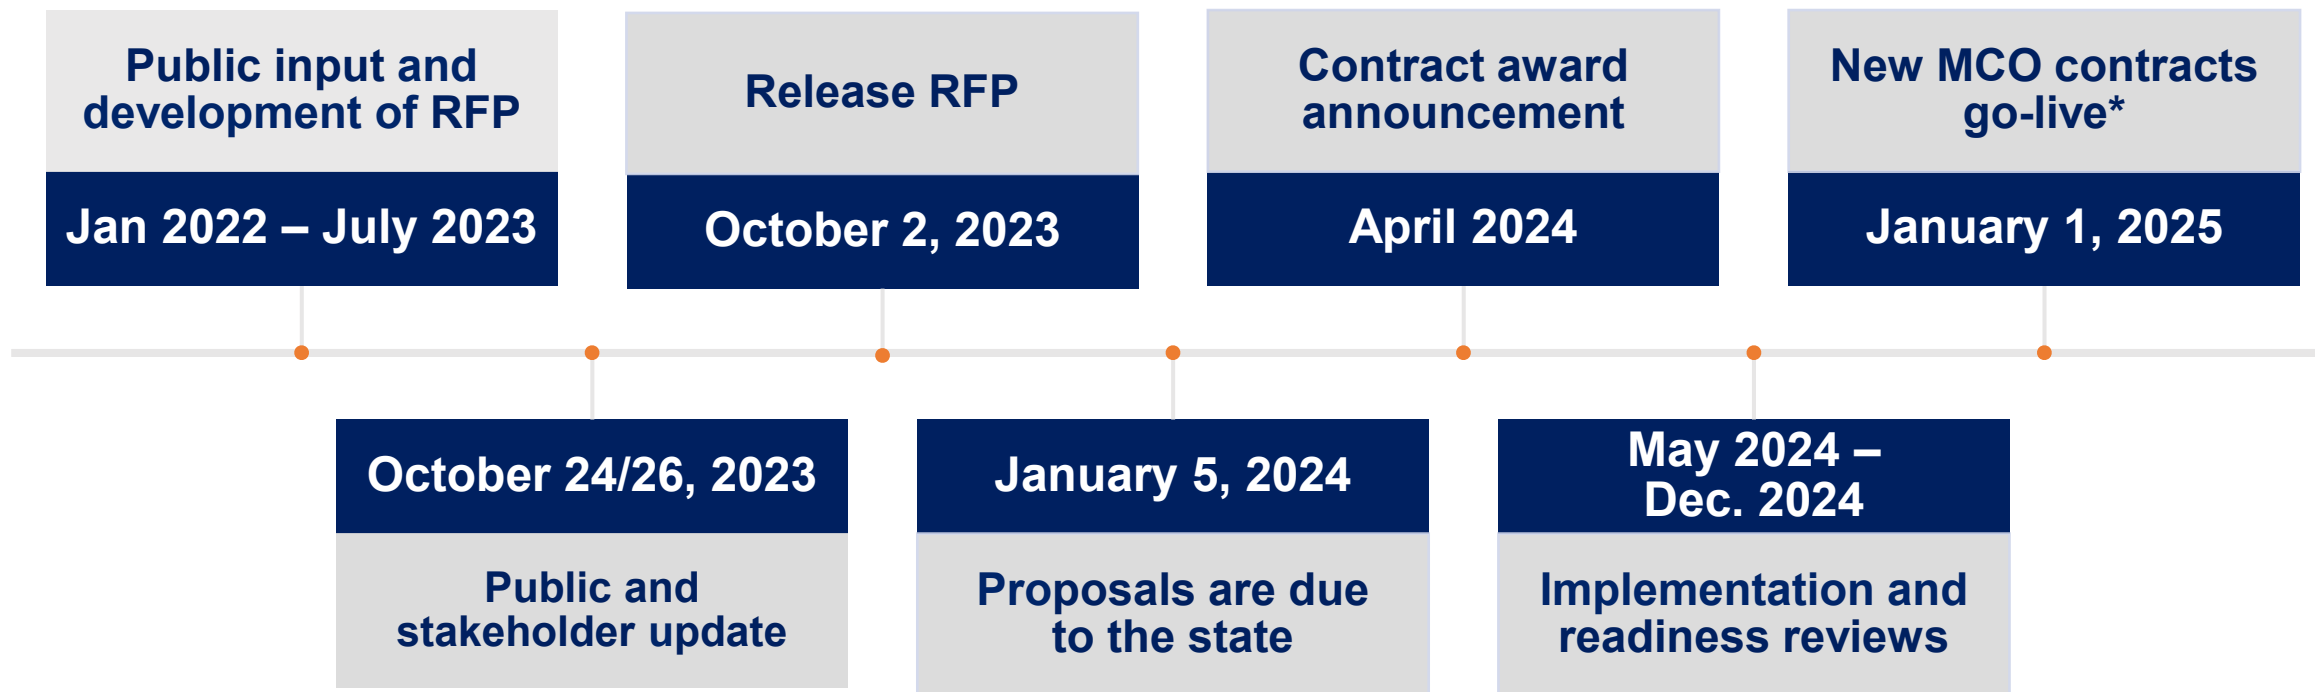 Public input and
development of RFP
Jan 2022 – July 2023
Release RFP
October 2, 2023
Contract award
announcement
April 2024
New MCO contracts
go-live*
January 1, 2025
October 24/26, 2023
Public and
stakeholder update
January 5, 2024
Proposals are due
to the state
May 2024 –
Dec. 2024
Implementation and
readiness reviews